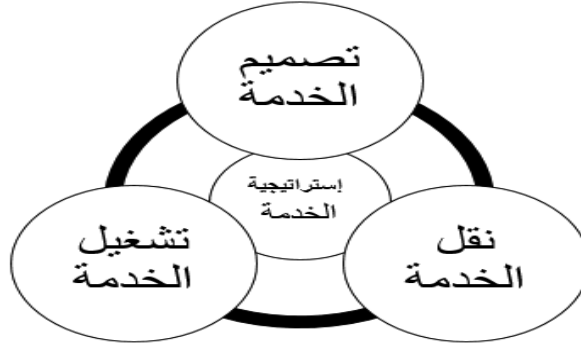 تصميم
الخدمة
إستراتيجية
الخدمة
نقل
الخدمة
تشغيل
الخدمة